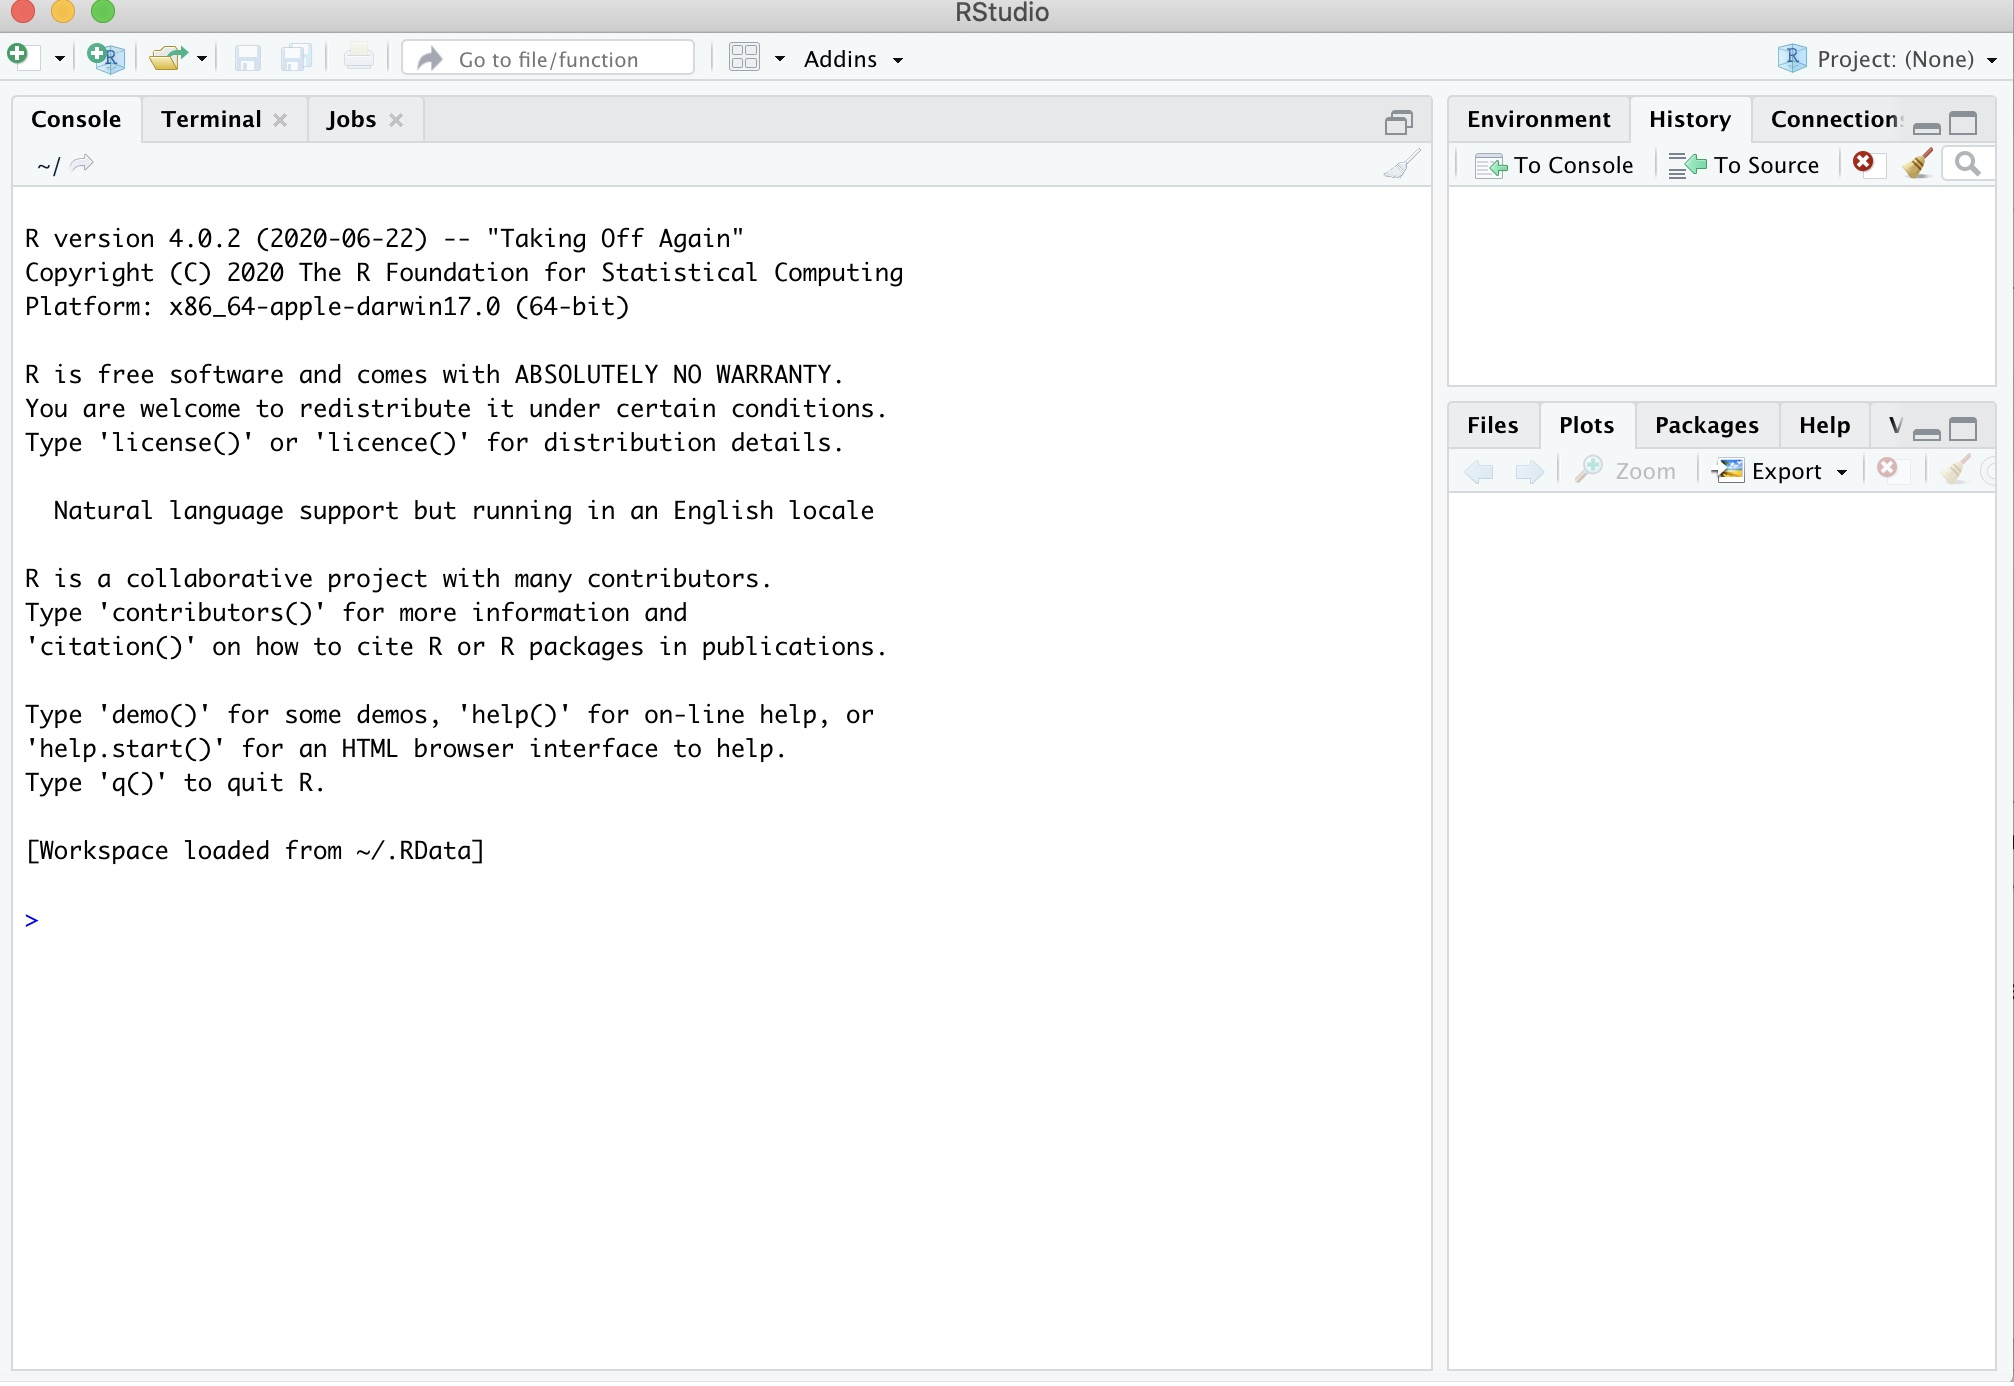 RStudio
Go to file/function
Addins
Project: (None)
Console Terminal Jobs
~/
R version 4.0.2 (2020-06-22) -- "Taking Off Again"
Copyright (C) 2020 The R Foundation for Statistical Computing
Platform: x86_64-apple-darwin17.0 (64-bit)
R is free software and comes with ABSOLUTELY NO WARRANTY.
You are welcome to redistribute it under certain conditions.
Type 'license()' or 'licence()' for distribution details.
Natural language support but running in an English locale
R is a collaborative project with many contributors.
Type 'contributors()' for more information and
'citation()' on how to cite R or R packages in publications.
Type 'demo()' for some demos, 'help()' for on-line help, or
'help.start()' for an HTML browser interface to help.
Type 'q()' to quit R.
[Workspace loaded from ~/.RData]
>
Environment History Connection
To Console To Source
Files Plots Packages Help V
Zoom Export